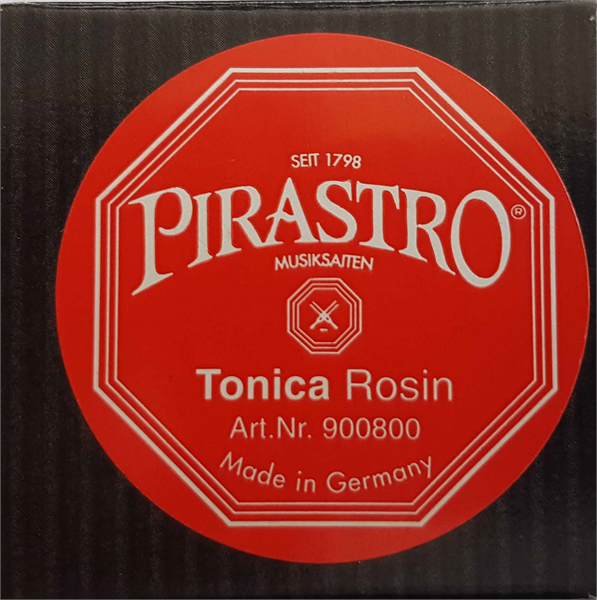 SEIT 1798
PIRASTRO®
MUSIKSAITEN
Tonica Rosin
Art.Nr. 900800
Made in Germany